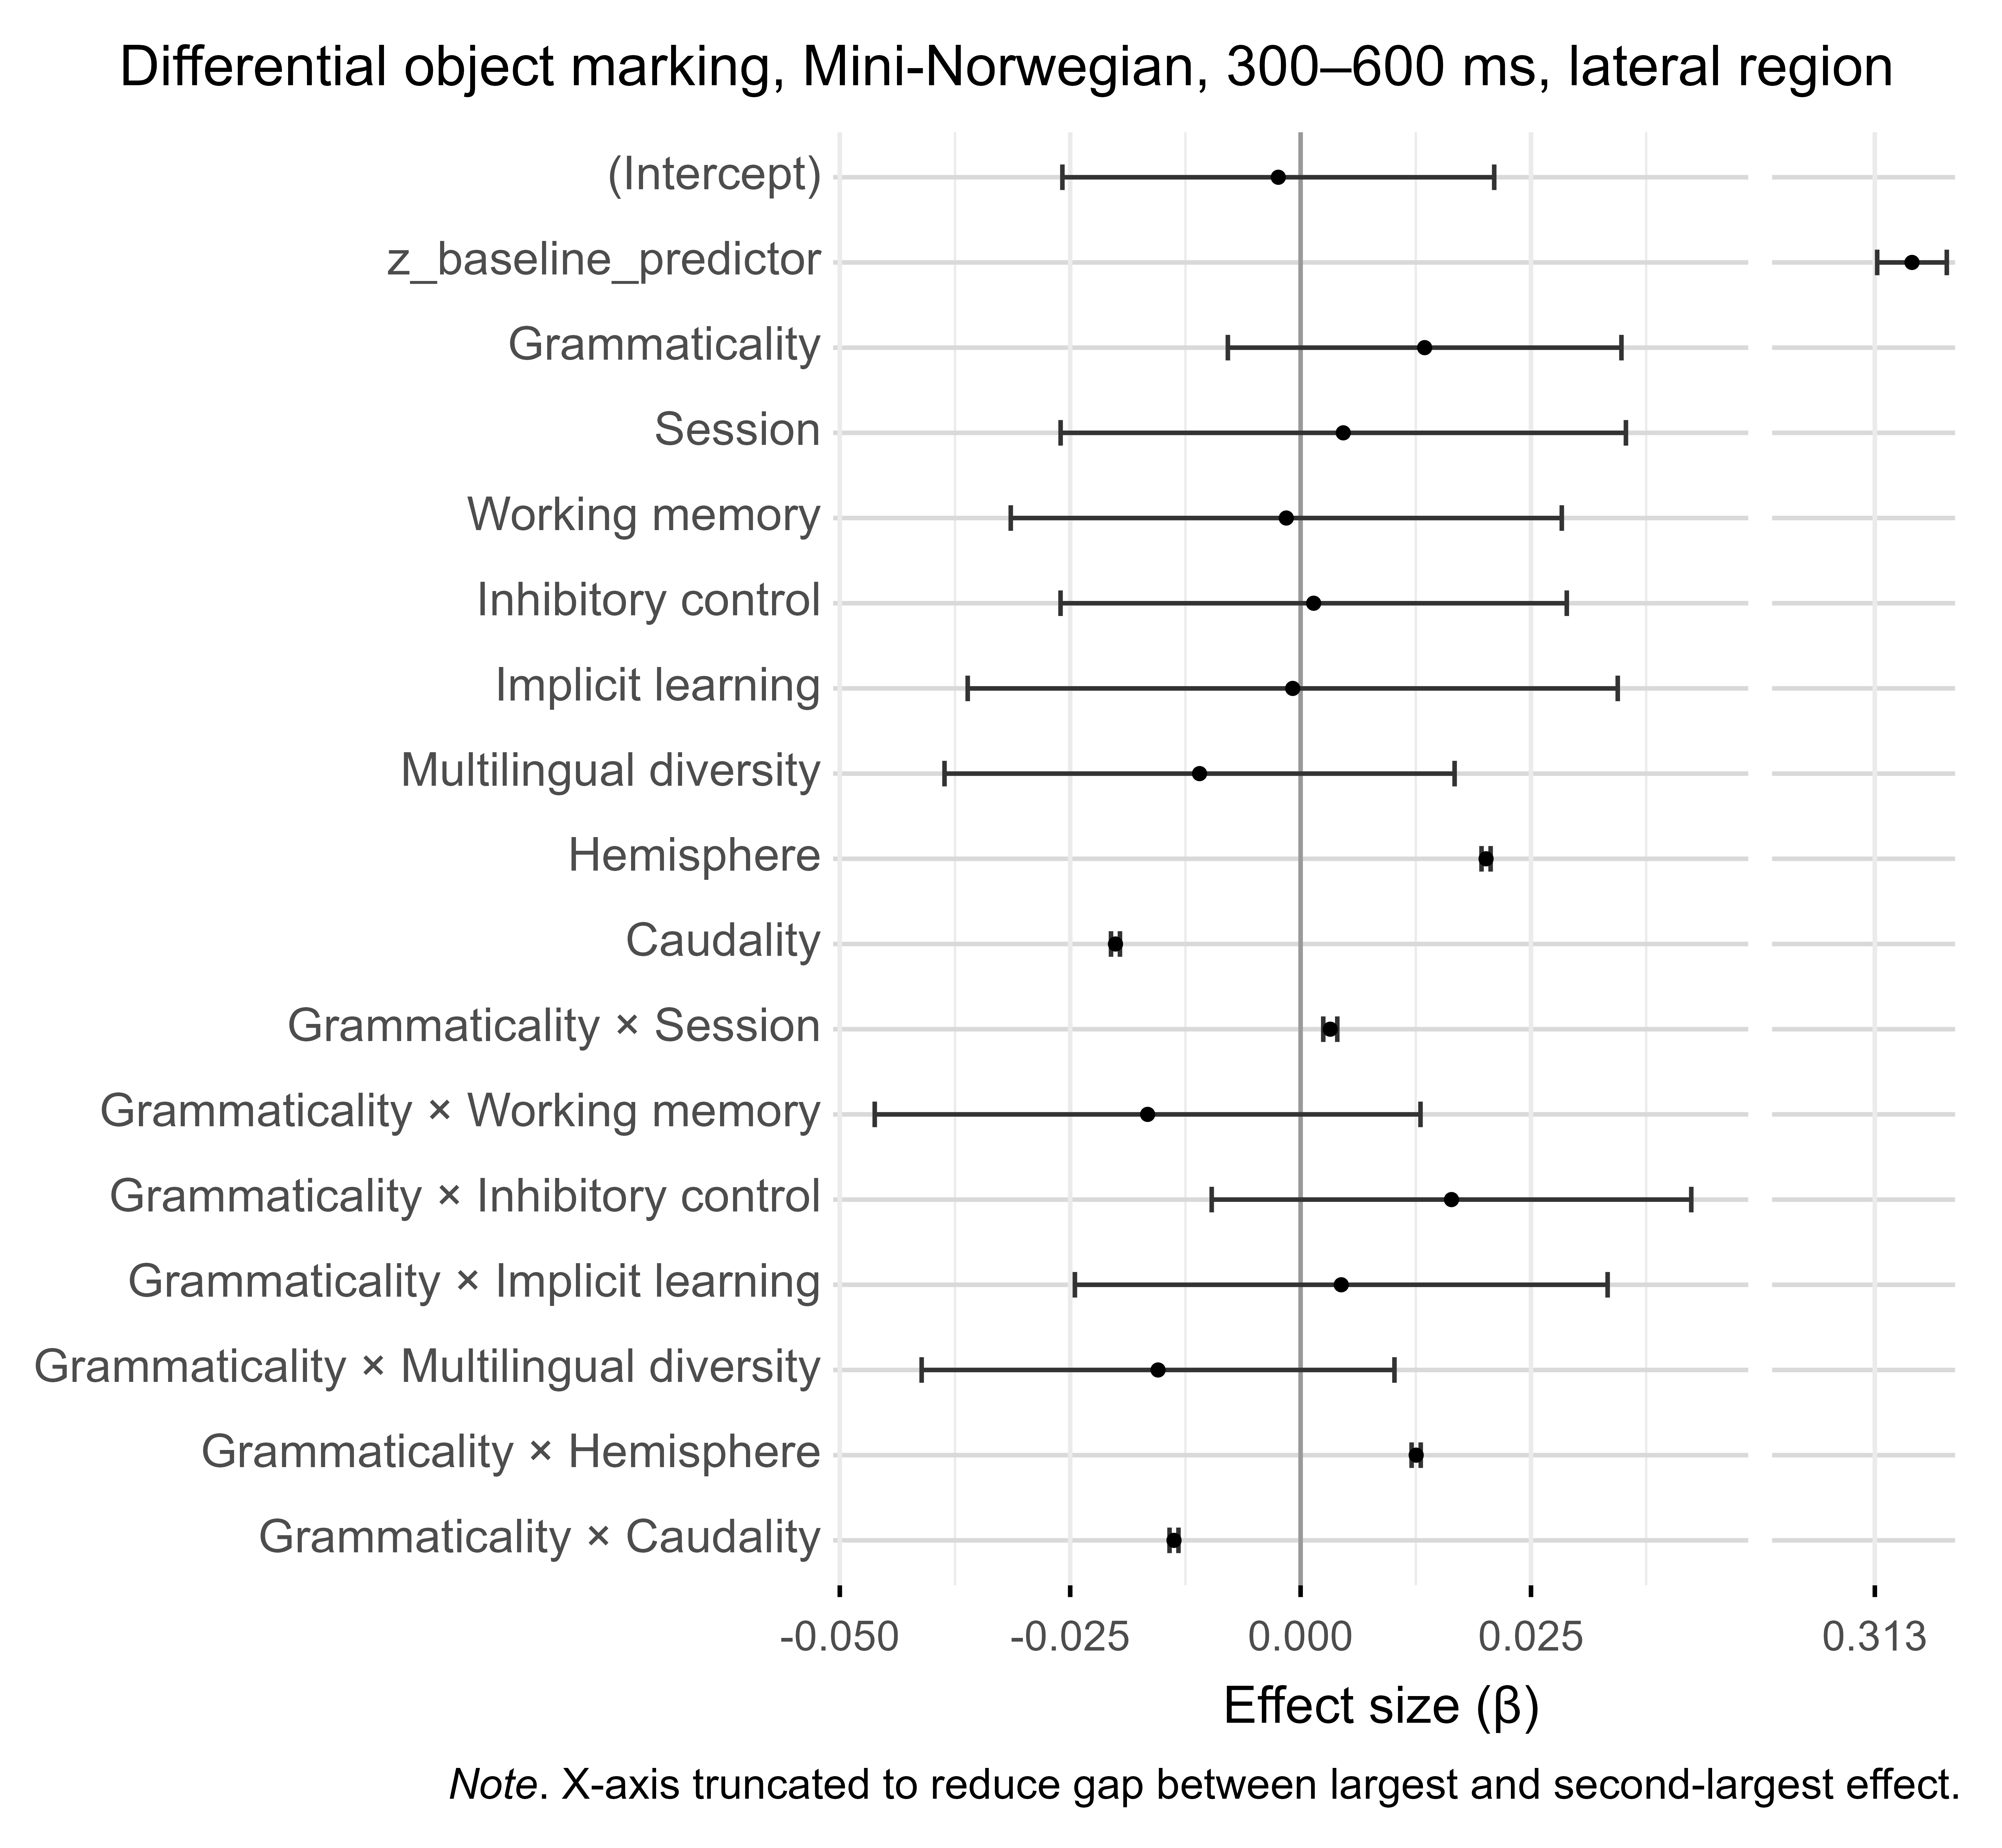 Differential object marking, Mini-Norwegian, 300–600 ms, lateral region
(Intercept)
z_baseline_predictor
Grammaticality
Session
Working memory
Inhibitory control
Implicit learning
Multilingual diversity
Hemisphere
Caudality
Grammaticality × Session
Grammaticality × Working memory
Grammaticality × Inhibitory control
Grammaticality × Implicit learning
Grammaticality × Multilingual diversity
Grammaticality × Hemisphere
Grammaticality × Caudality
-0.050 -0.025 0.000 0.025 0.313
Effect size (β)
Note. X-axis truncated to reduce gap between largest and second-largest effect.